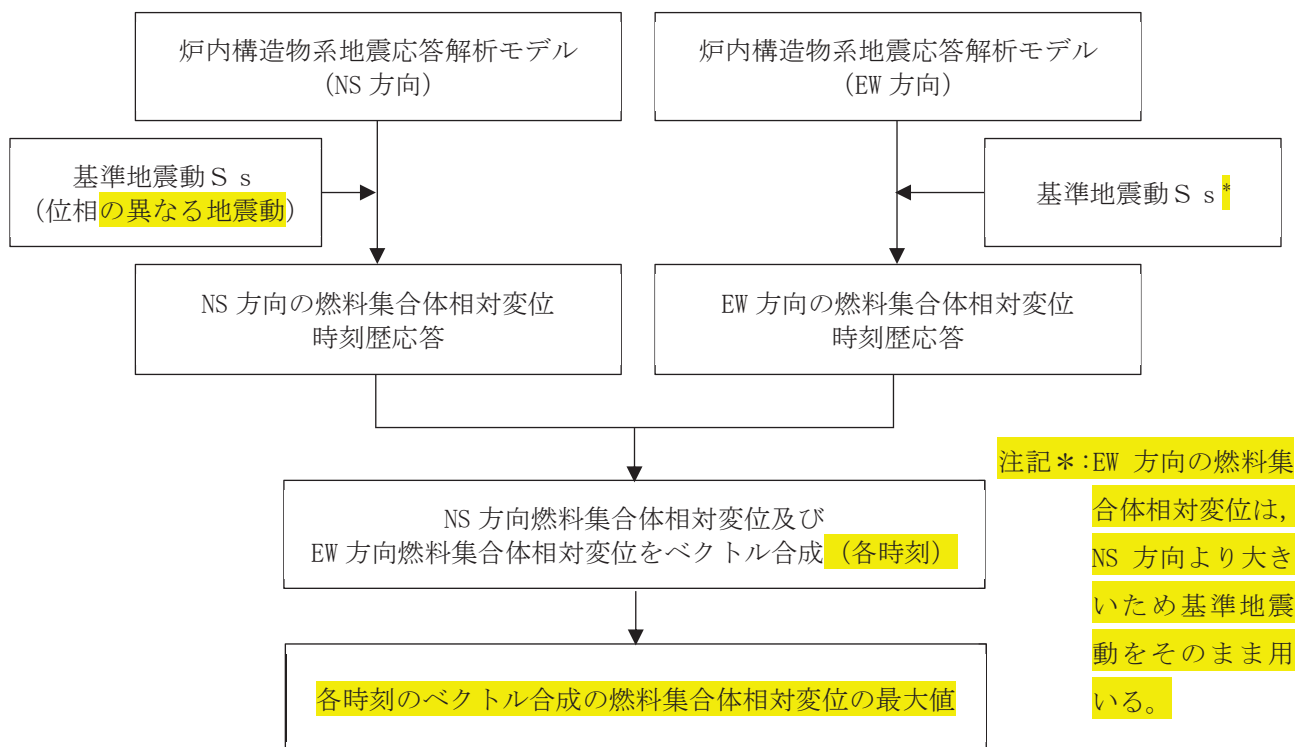 炉内構造物系地震応答解析モデル
(NS 方向)
炉内構造物系地震応答解析モデル
(EW 方向)
基準地震動Ｓｓ
(位相の異なる地震動)
基準地震動Ｓｓ*
NS 方向の燃料集合体相対変位
時刻歴応答
EW 方向の燃料集合体相対変位
時刻歴応答
NS 方向燃料集合体相対変位及び
EW 方向燃料集合体相対変位をベクトル合成（各時刻）
各時刻のベクトル合成の燃料集合体相対変位の最大値
注記＊:EW 方向の燃料集
合体相対変位は,
NS 方向より大き
いため基準地震
動をそのまま用
いる。